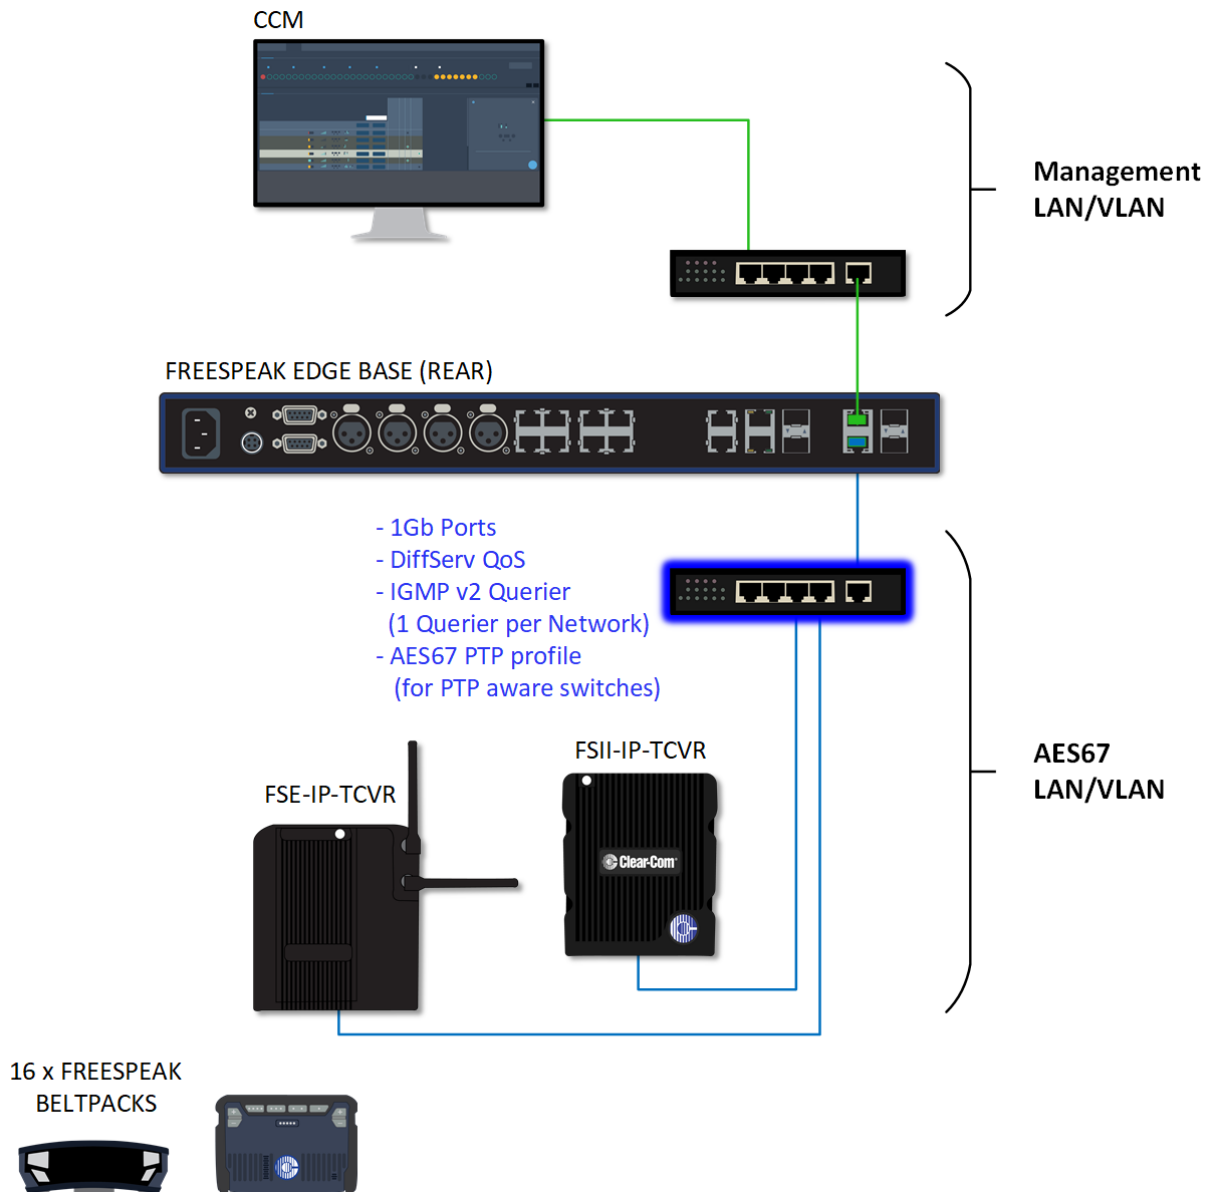 CCM
Management
LAN/VLAN
FREESPEAK EDGE BASE (REAR)
- 1Gb Ports
- DiffServ QoS
- IGMP v2 Querier
(1 Querier per Network)
- AES67 PTP profile
(for PTP aware switches)
AES67
LAN/VLAN
FSII-IP-TCVR
FSE-IP-TCVR
Clear-Com
16 x FREESPEAK
BELTPACKS